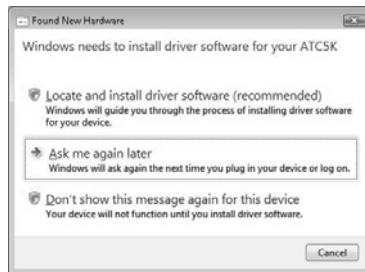 Found New Hardware
Windows needs to install driver software for your ATC5K
Locate and install driver software (recommended)
Windows will guide you through the process of installing driver software
for your device.
Ask me again later
Windows will ask again the next time you plug in your device or log on.
Don't show this message again for this device
Your device will not function until you install driver software.
Cancel